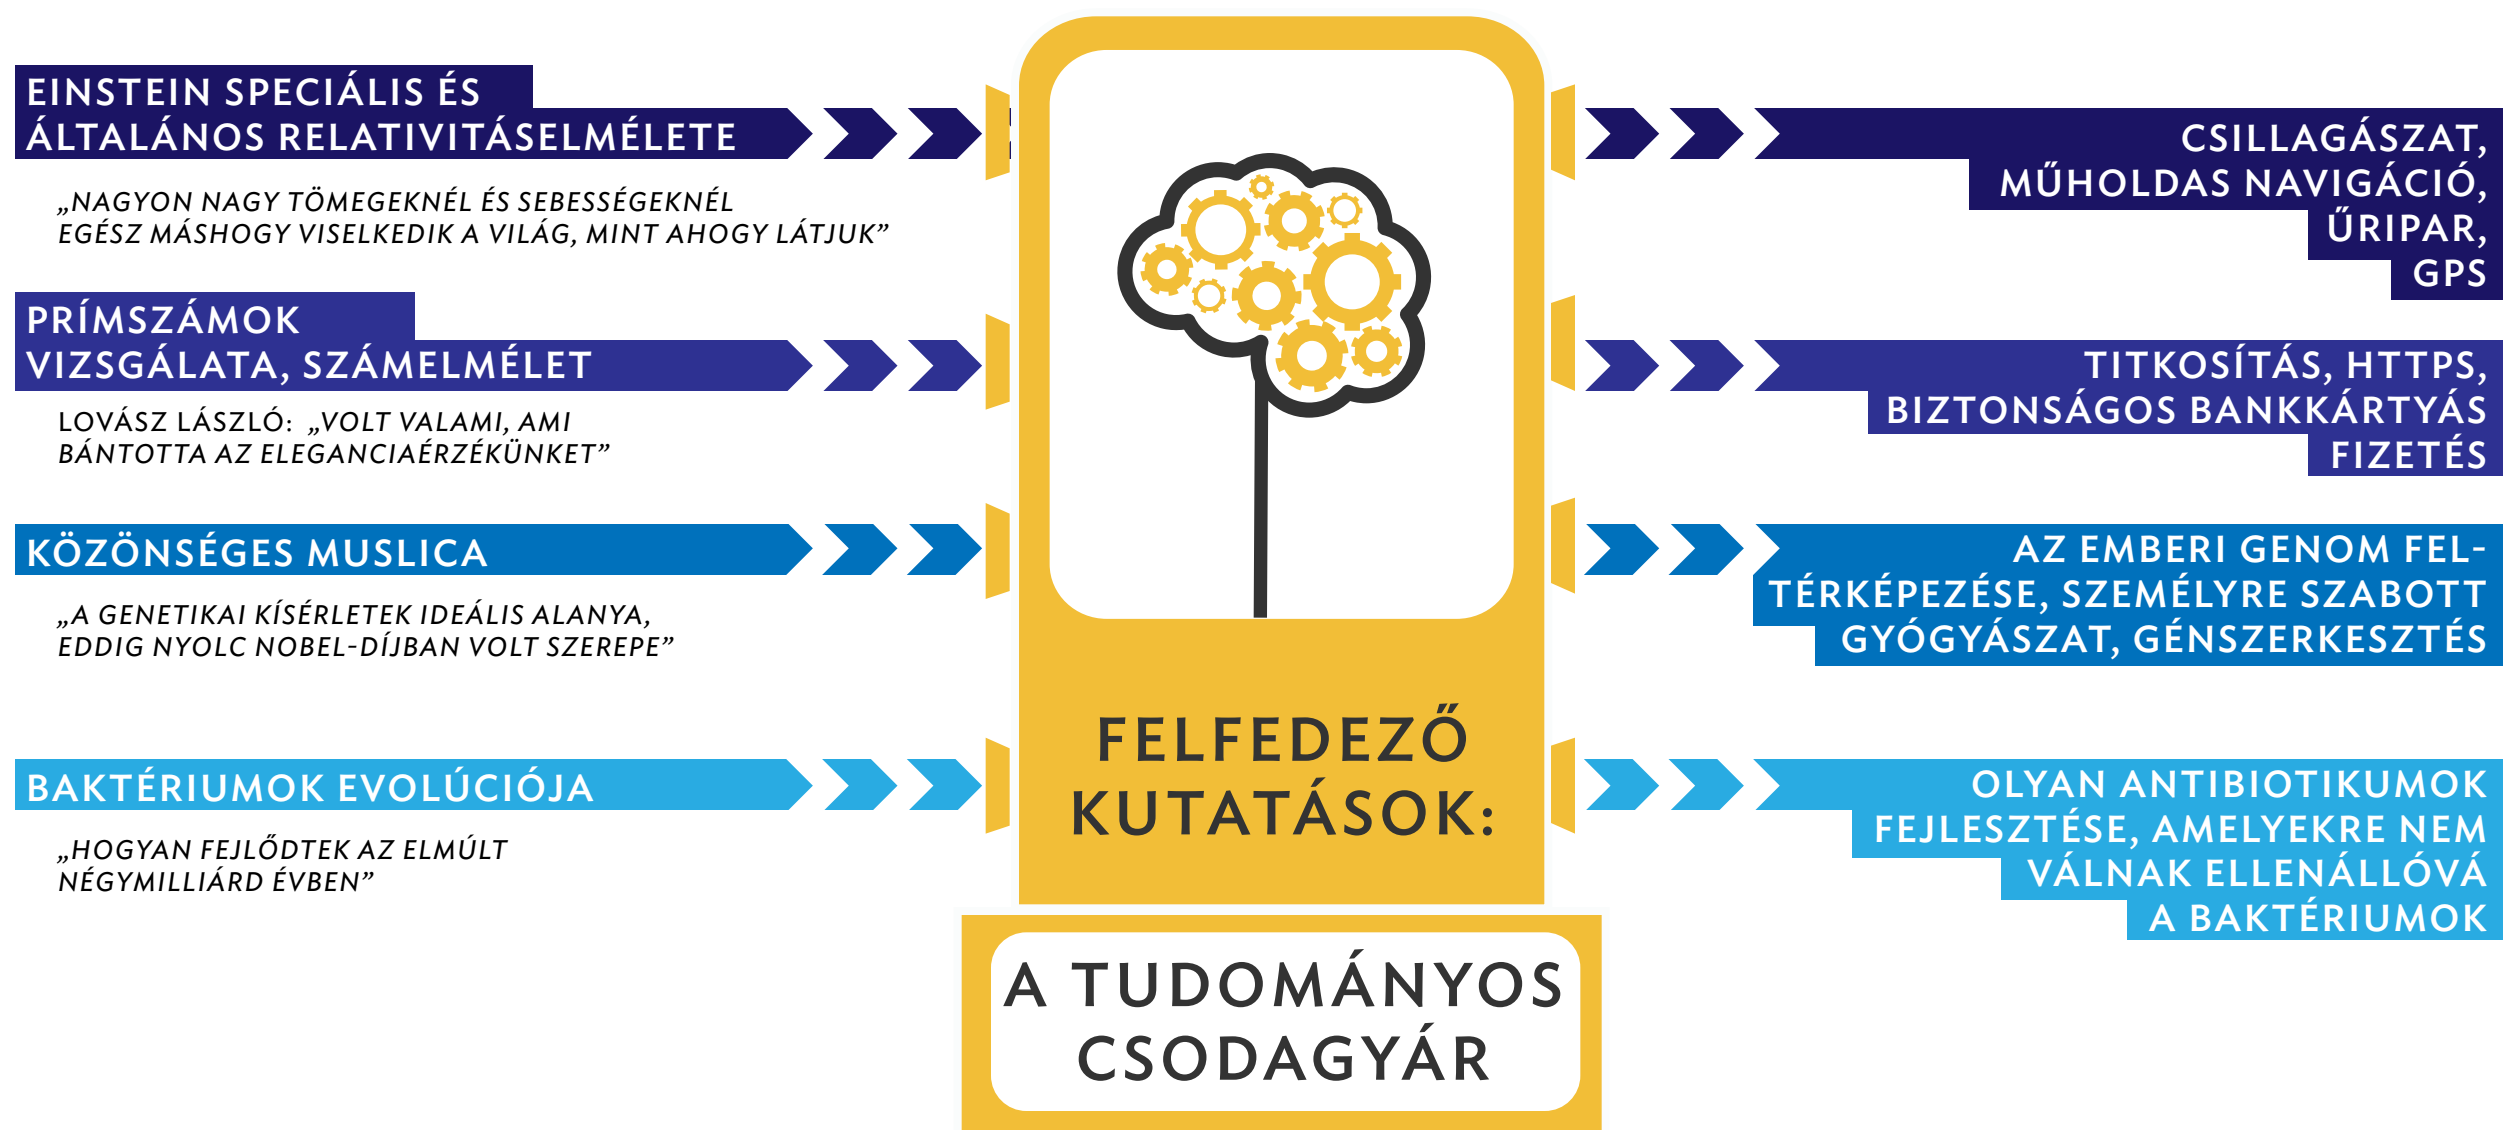 EINSTEIN SPECIÁLIS ÉS
ÁLTALÁNOS RELATIVITÁSELMÉLETE
„NAGYON NAGY TÖMEGEKNÉL ÉS SEBESSÉGEKNÉL
EGÉSZ MÁSHOGY VISELKEDIK A VILÁG, MINT AHOGY LÁTJUK”
CSILLAGÁSZAT,
MŰHOLDAS NAVIGÁCIÓ,
ŰRIPAR,
GPS
PRÍMSZÁMOK
VIZSGÁLATA, SZÁMELMÉLET
LOVÁSZ LÁSZLÓ: „VOLT VALAMI, AMI
BÁNTOTTA AZ ELEGANCIAÉRZÉKÜNKET”
TITKOSÍTÁS, HTTPS,
BIZTONSÁGOS BANKKÁRTYÁS
FIZETÉS
KÖZÖNSÉGES MUSLICA
„A GENETIKAI KÍSÉRLETEK IDEÁLIS ALANYA,
EDDIG NYOLC NOBEL-DÍJBAN VOLT SZEREPE”
AZ EMBERI GENOM FEL-
TÉRKÉPEZÉSE, SZEMÉLYRE SZABOTT
GYÓGYÁSZAT, GÉNSZERKESZTÉS
BAKTÉRIUMOK EVOLÚCIÓJA
„HOGYAN FEJLŐDTEK AZ ELMÚLT
NÉGYMILLIÁRD ÉVBEN”
OLYAN ANTIBIOTIKUMOK
FEJLESZTÉSE, AMELYEKRE NEM
VÁLNAK ELLENÁLLÓVÁ
A BAKTÉRIUMOK
FELFEDEZŐ
KUTATÁSOK:
A TUDOMÁNYOS
CSODAGYÁR